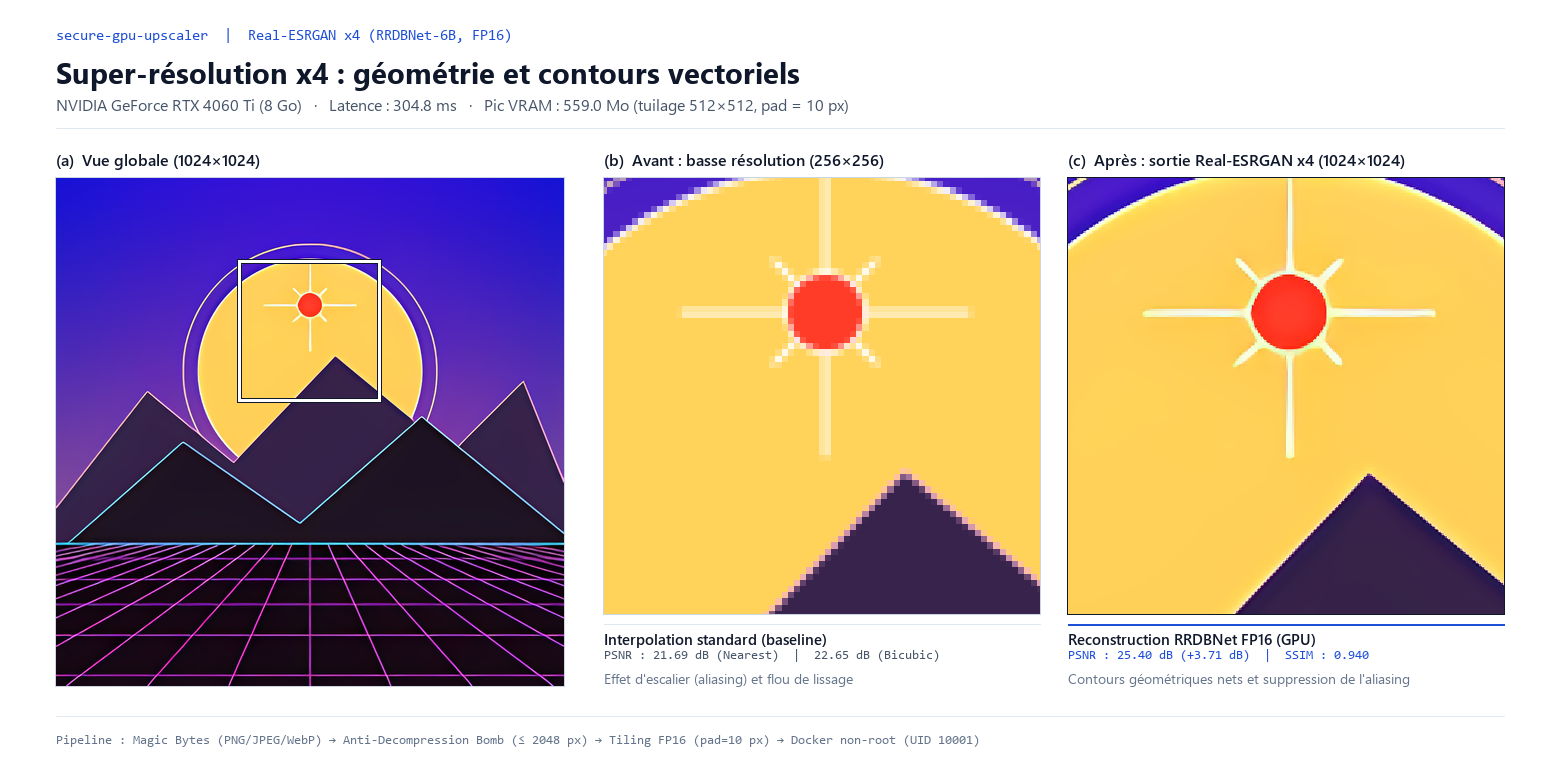 secure-gpu-upscaler | Real-ESRGAN x4 (RRDBNet-6B, FP16)
Super-résolution x4 : géométrie et contours vectoriels
NVIDIA GeForce RTX 4060 Ti (8 Go) · Latence : 304.8 ms · Pic VRAM : 559.0 Mo (tuilage 512×512, pad = 10 px)
(a) Vue globale (1024×1024)
(b) Avant : basse résolution (256×256)
(c) Après : sortie Real-ESRGAN x4 (1024×1024)
Interpolation standard (baseline)
PSNR : 21.69 dB (Nearest) | 22.65 dB (Bicubic)
Effet d'escalier (aliasing) et flou de lissage
Reconstruction RRDBNet FP16 (GPU)
PSNR : 25.40 dB (+3.71 dB) | SSIM : 0.940
Contours géométriques nets et suppression de l'aliasing
Pipeline : Magic Bytes (PNG/JPEG/WebP) → Anti-Decompression Bomb (≤ 2048 px) → Tiling FP16 (pad=10 px) → Docker non-root (UID 10001)